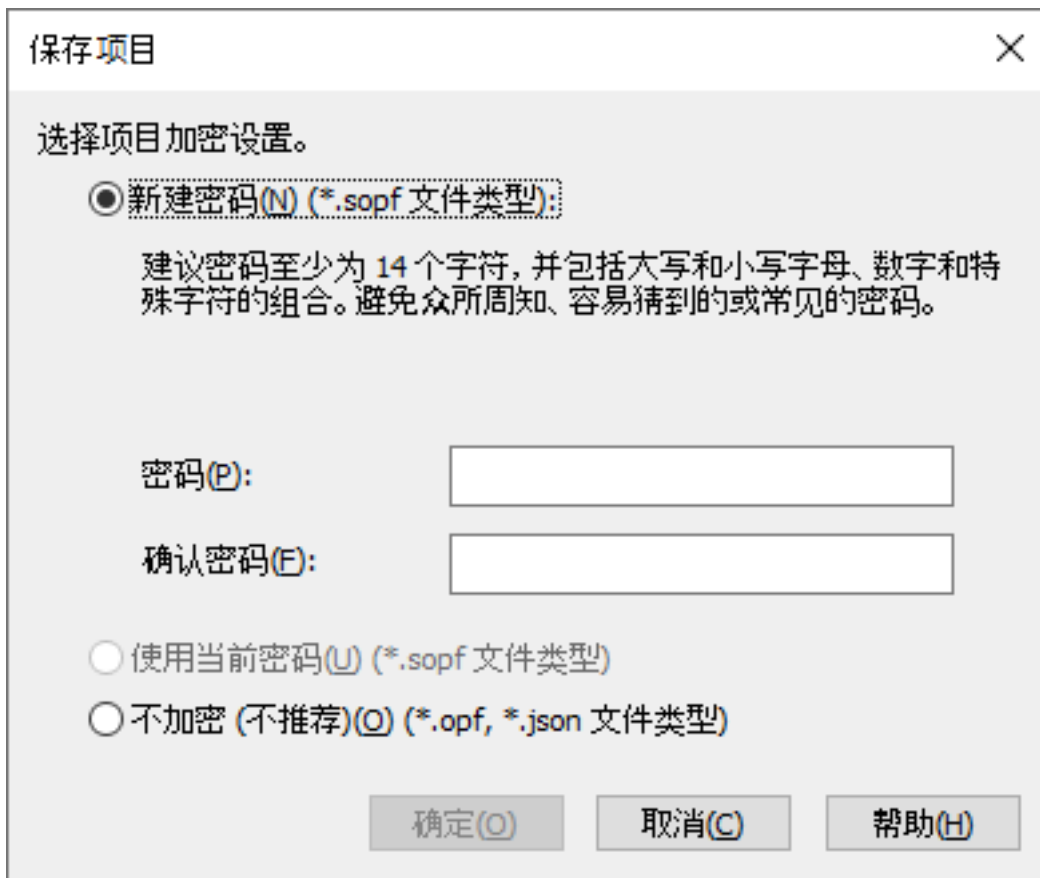 保存项目
选择项目加密设置。
新建密码(N) (*.sopf 文件类型):
建议密码至少为 14 个字符，并包括大写和小写字母、数字和特
殊字符的组合。避免众所周知、容易猜到的或常见的密码。
密码(P):
确认密码(F):
使用当前密码(U) (*.sopf 文件类型)
不加密 (不推荐)(O) (*.opf, *.json 文件类型)
确定(O) 取消(C) 帮助(H)